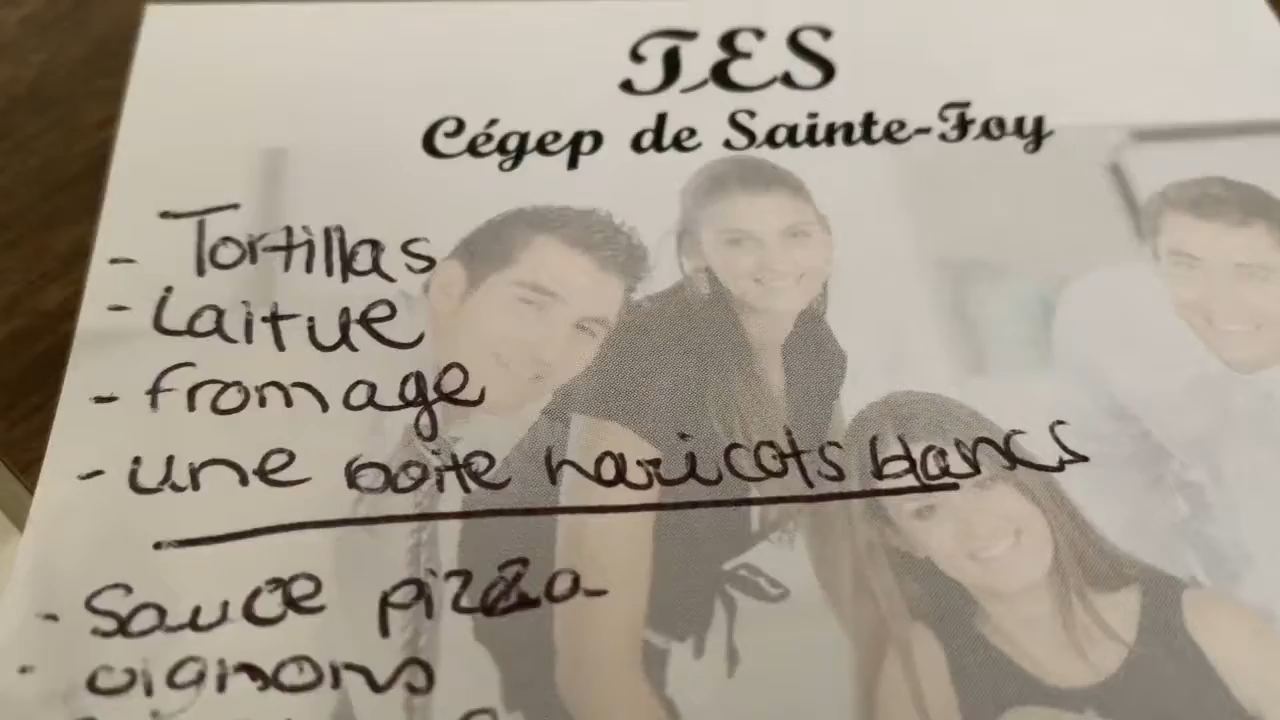 TES
Cégep de Sainte-Foy
- Tortillas
- Laitue
- fromage
- une boite haricots blancs
- Sauce pizza
- oignons